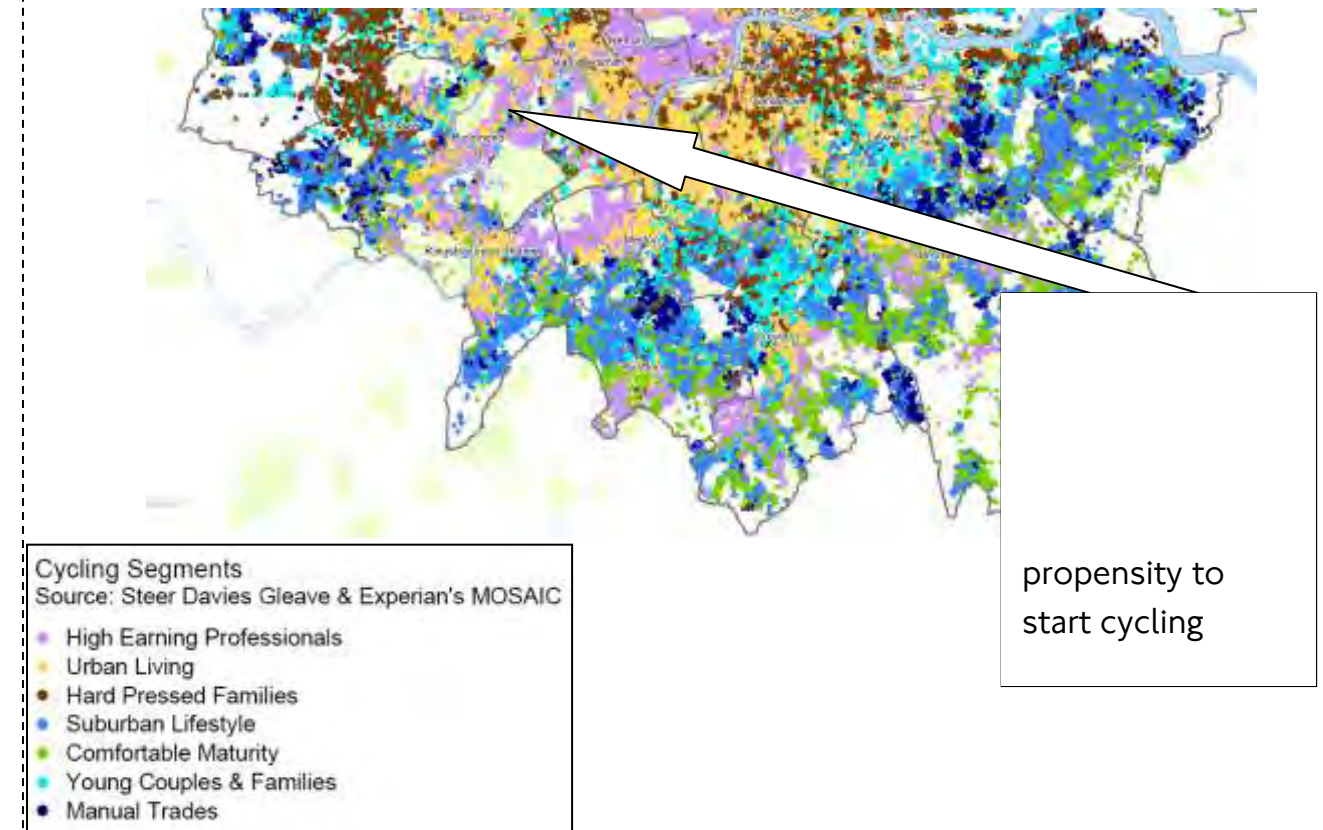 propensity to
start cycling
Cycling Segments
Source: Steer Davies Gleave & Experian's MOSAIC
High Earning Professionals
Urban Living
Hard Pressed Families
Suburban Lifestyle
Comfortable Maturity
Young Couples & Families
Manual Trades